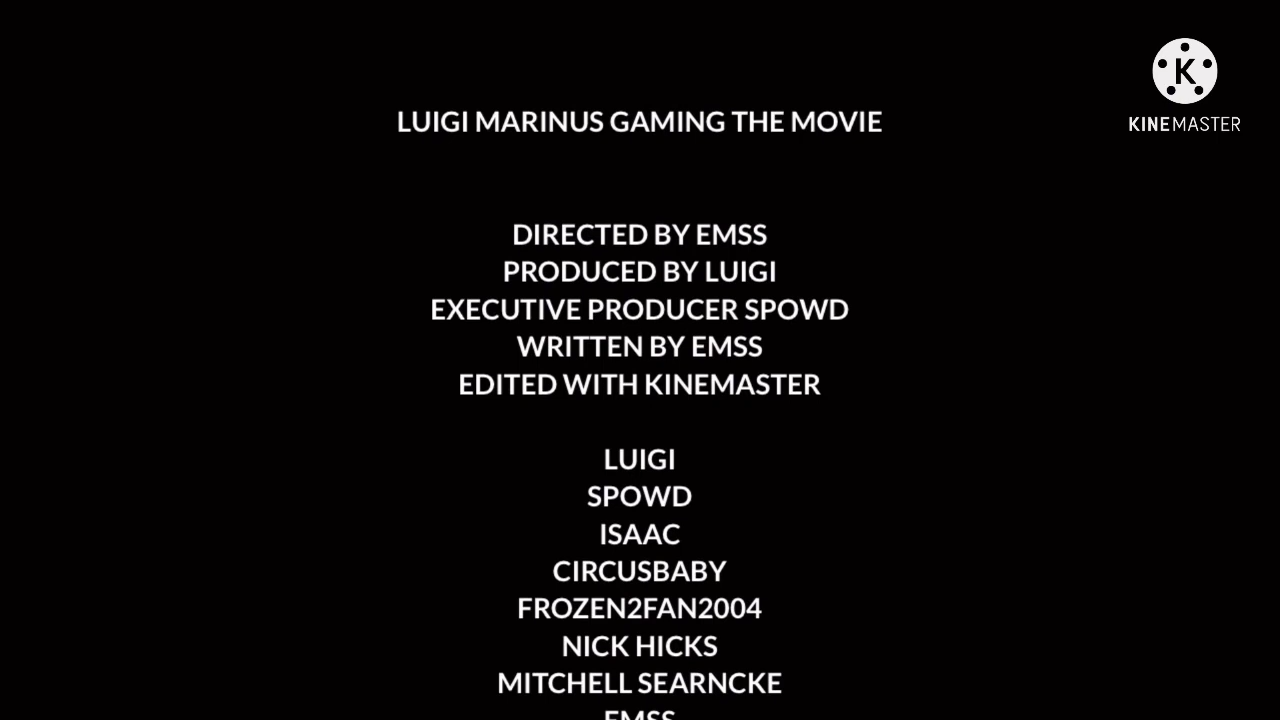 LUIGI MARINUS GAMING THE MOVIE
K
KINEMASTER
DIRECTED BY EMSS
PRODUCED BY LUIGI
EXECUTIVE PRODUCER SPOWD
WRITTEN BY EMSS
EDITED WITH KINEMASTER
LUIGI
SPOWD
ISAAC
CIRCUSBABY
FROZEN2FAN2004
NICK HICKS
MITCHELL SEARNCKE
EMSS